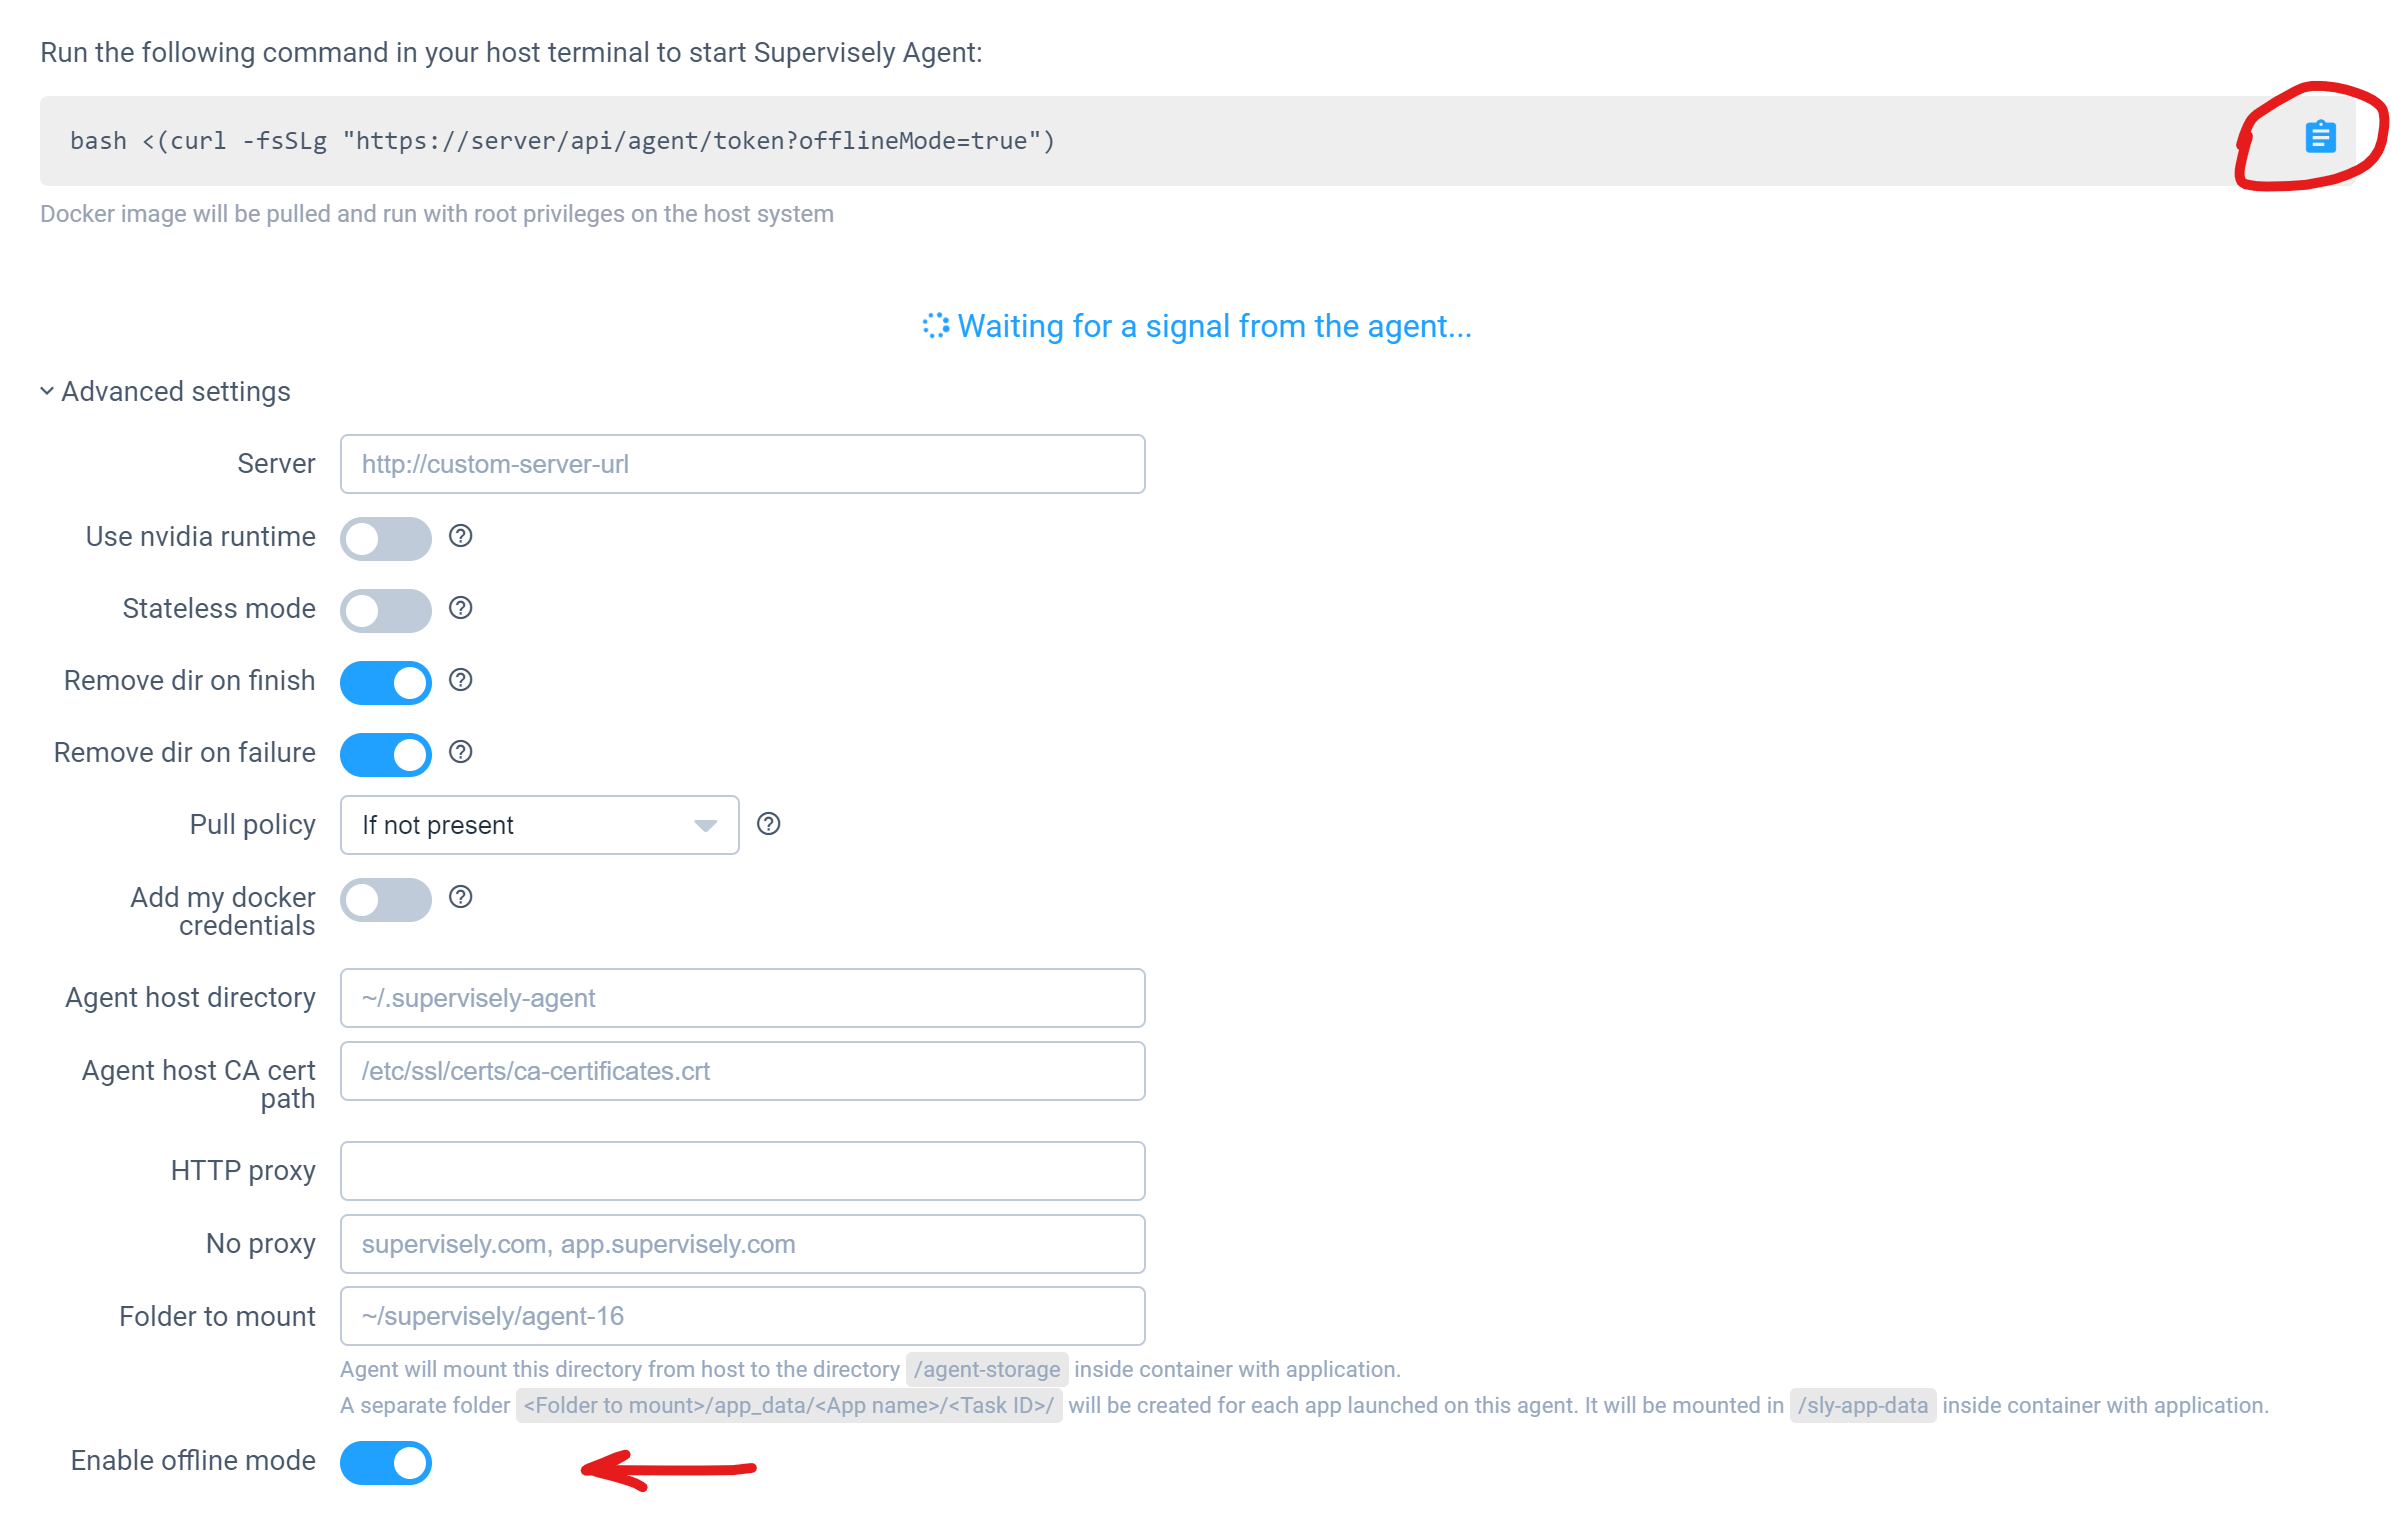 Run the following command in your host terminal to start Supervisely Agent:
bash <(curl -fsSLg "https://server/api/agent/token?offlineMode=true")
Docker image will be pulled and run with root privileges on the host system
Waiting for a signal from the agent...
Advanced settings
Server
http://custom-server-url
Use nvidia runtime
Stateless mode
Remove dir on finish
Remove dir on failure
Pull policy
If not present
Add my docker
credentials
Agent host directory
~/.supervisely-agent
Agent host CA cert
path
/etc/ssl/certs/ca-certificates.crt
HTTP proxy
No proxy
supervisely.com, app.supervisely.com
Folder to mount
~/supervisely/agent-16
Agent will mount this directory from host to the directory /agent-storage inside container with application.
A separate folder <Folder to mount>/app_data/<App name>/<Task ID>/ will be created for each app launched on this agent. It will be mounted in /sly-app-data inside container with application.
Enable offline mode